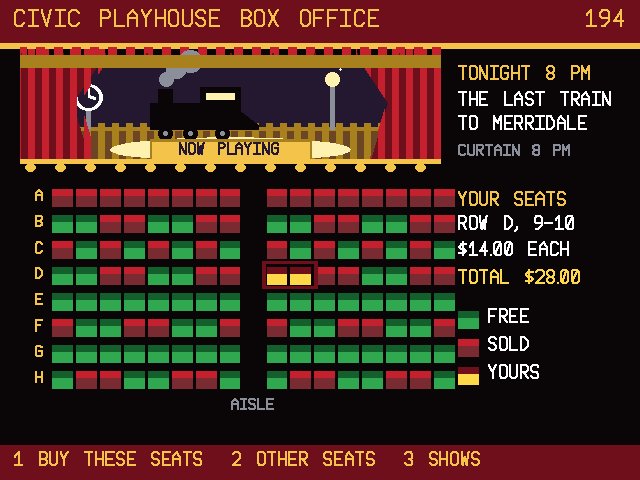 CIVIC PLAYHOUSE BOX OFFICE 194
NOW PLAYING
TONIGHT 8 PM
THE LAST TRAIN
TO MERRIDALE
CURTAIN 8 PM
A
B
C
D
E
F
G
H
AISLE
YOUR SEATS
ROW D, 9-10
$14.00 EACH
TOTAL $28.00
FREE
SOLD
YOURS
1 BUY THESE SEATS 2 OTHER SEATS 3 SHOWS